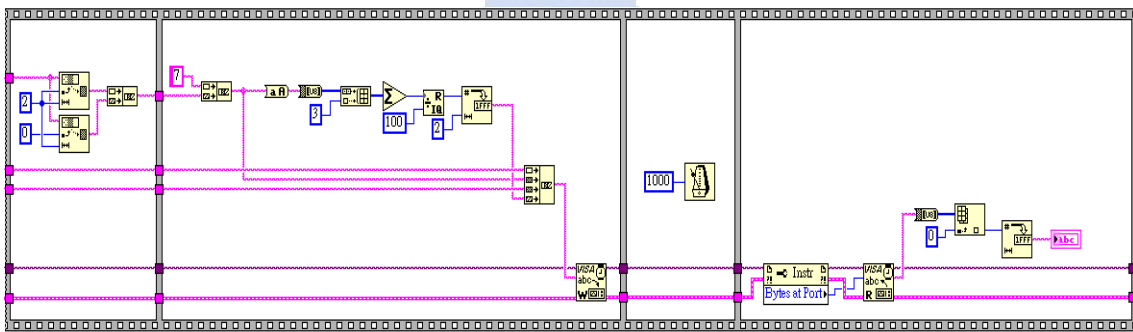 7
a A
[U8]
2
3
Σ
R
IQ
100
2
#
1FFF
0
1000
[U8]
0
#
1FFF
abc
VISA
abc
W
Instr
Bytes at Port
VISA
abc
R